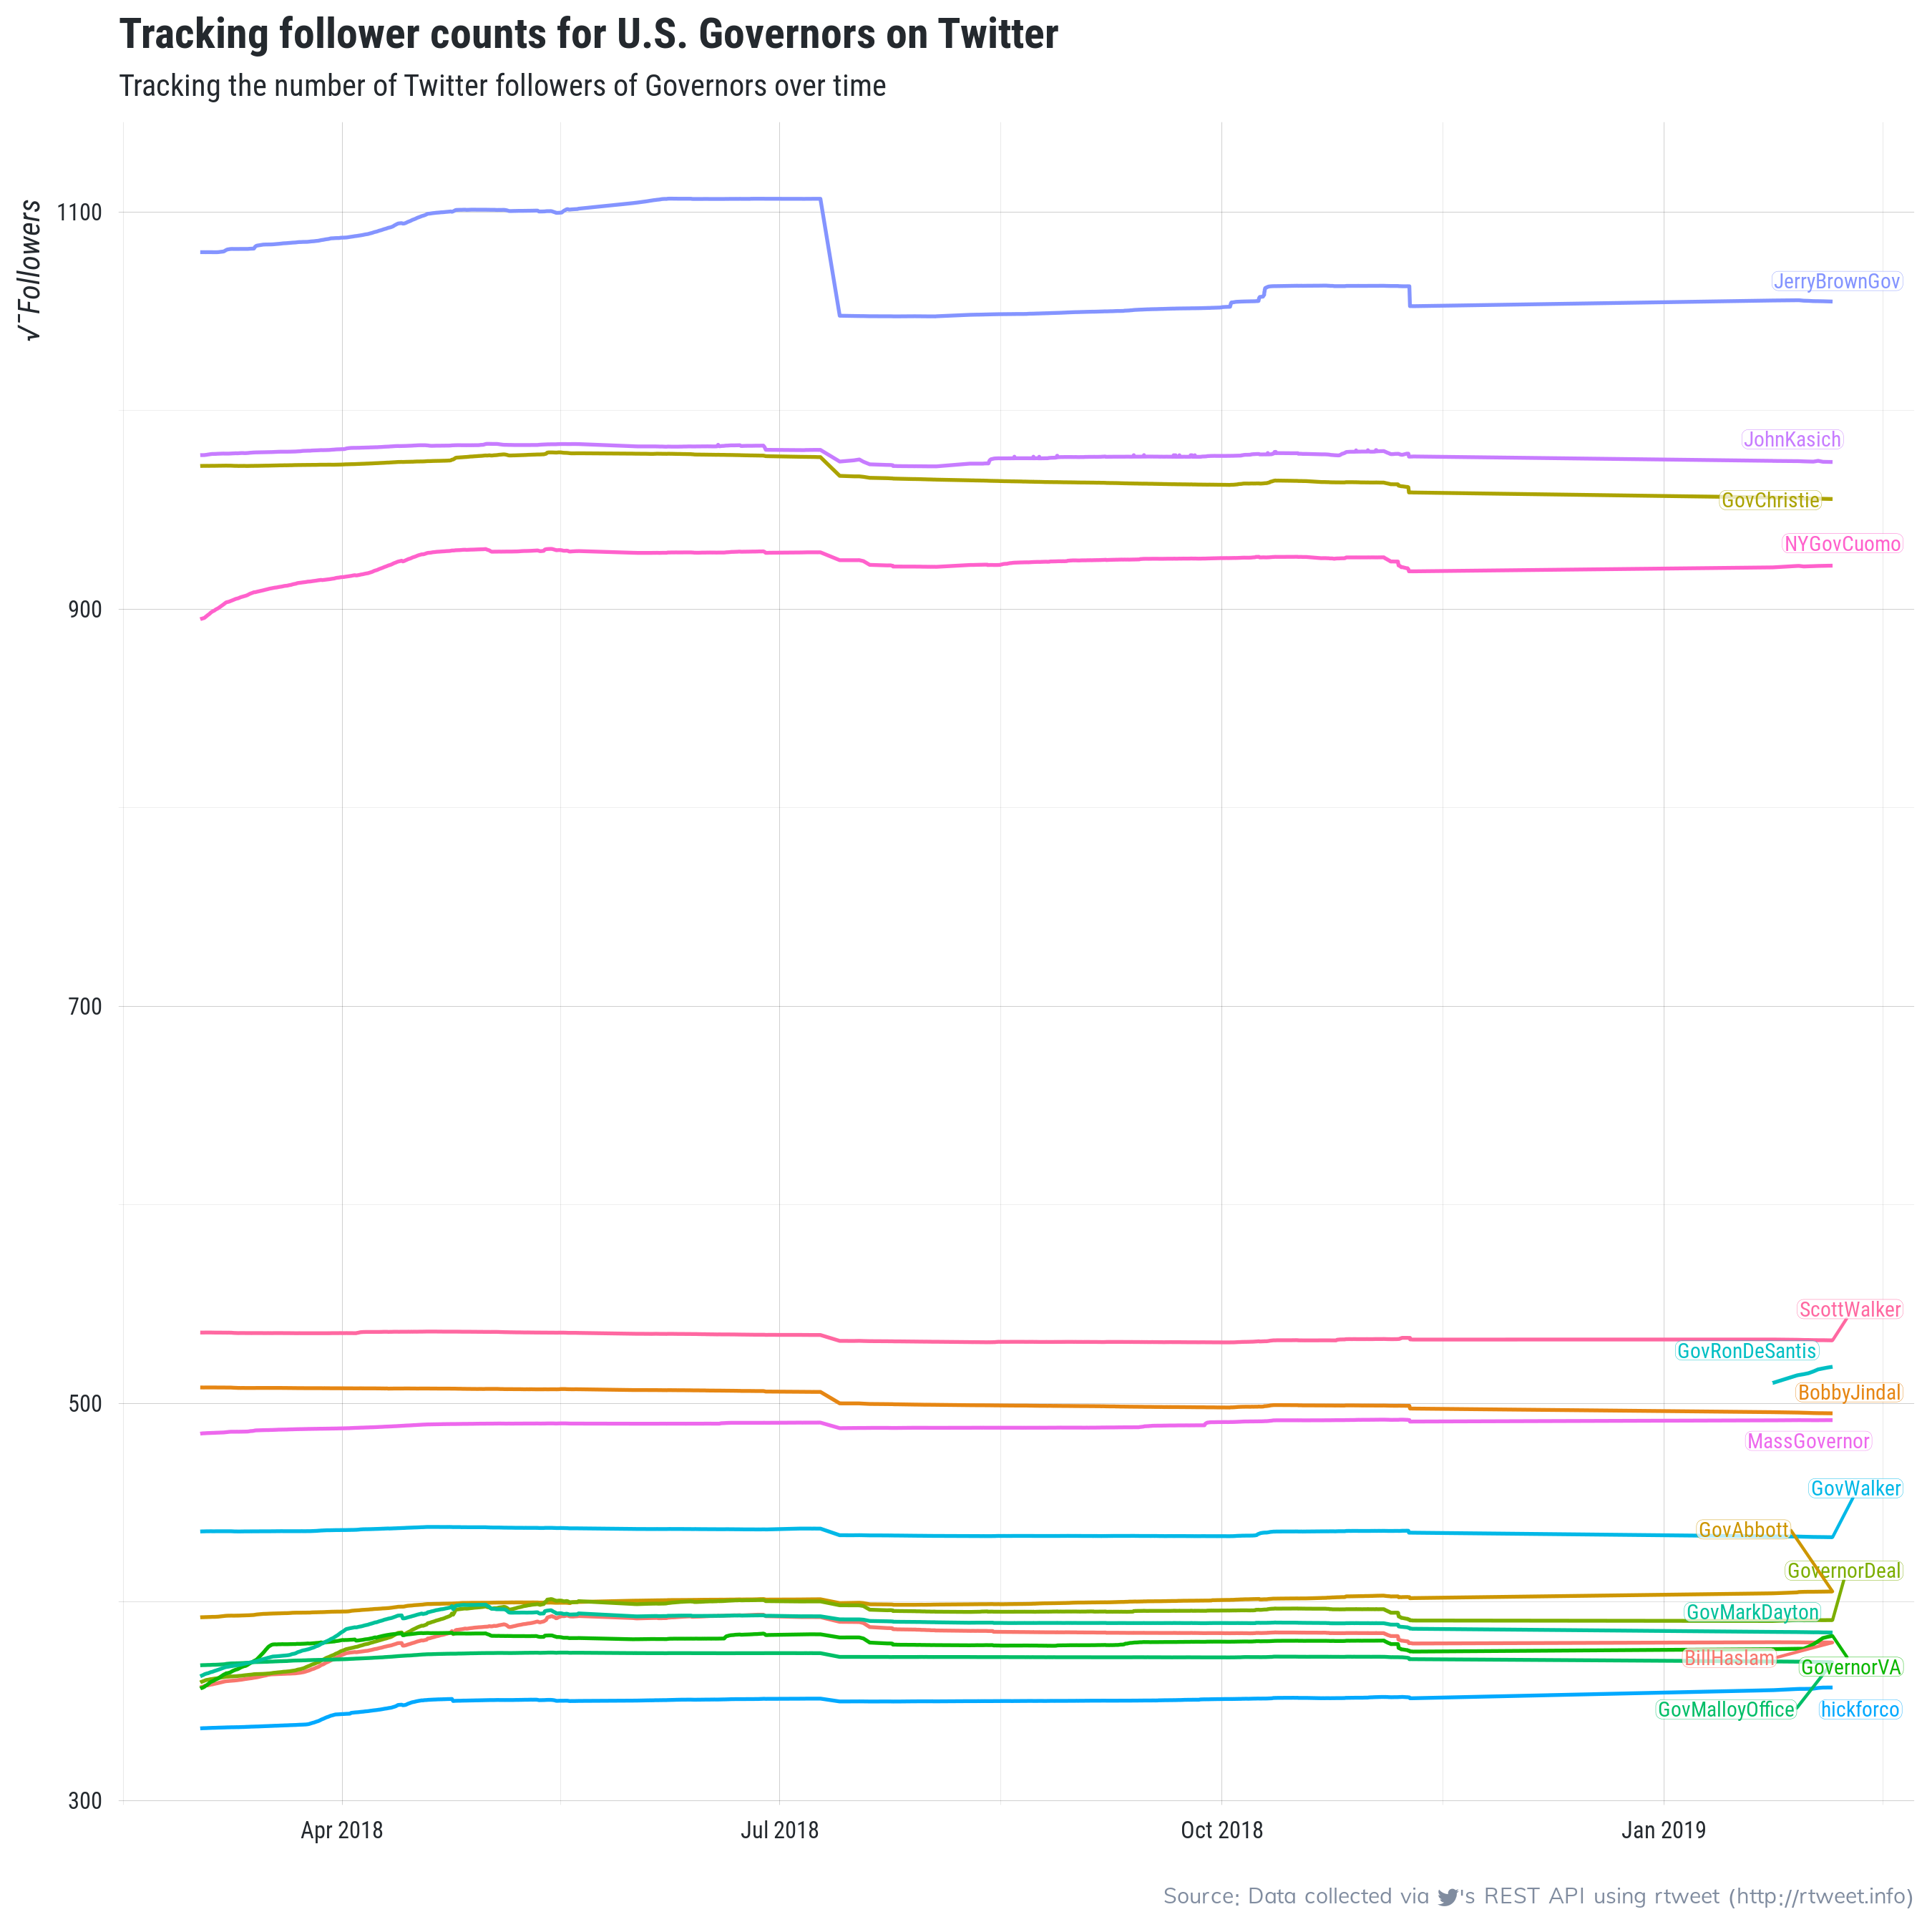 Tracking follower counts for U.S. Governors on Twitter
Tracking the number of Twitter followers of Governors over time
√¯Followers
1100
900
700
500
300
JerryBrownGov
JohnKasich
GovChristie
NYGovCuomo
ScottWalker
GovRonDeSantis
BobbyJindal
MassGovernor
GovWalker
GovAbbott
GovernorDeal
GovMarkDayton
BillHaslam
GovernorVA
GovMalloyOffice
hickforco
Apr 2018
Jul 2018
Oct 2018
Jan 2019
Source: Data collected via 's REST API using rtweet (http://rtweet.info)